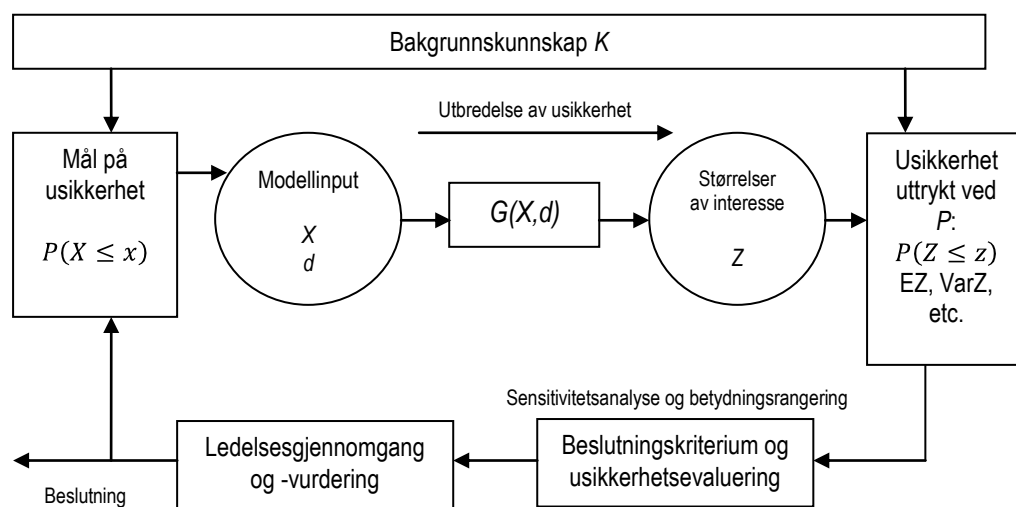 Bakgrunnskunnskap K
Utbredelse av usikkerhet
Mål på
usikkerhet
P(X ≤ x)
Modellinput
X
d
G(X,d)
Størrelser
av interesse
Z
Usikkerhet
uttrykt ved
P:
P(Z ≤ z)
EZ, VarZ,
etc.
Sensitivitetsanalyse og betydningsrangering
Beslutningskriterium og
usikkerhetsevaluering
Ledelsesgjennomgang
og -vurdering
Beslutning